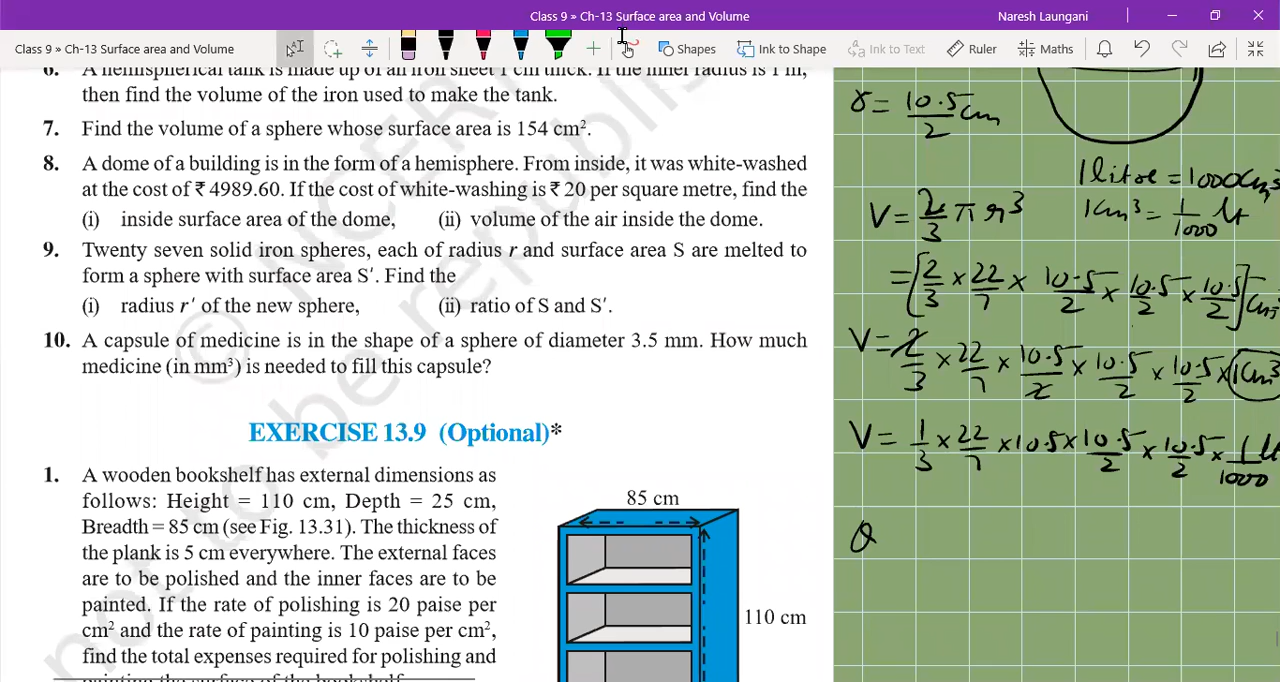 Class 9 » Ch-13 Surface area and Volume
Naresh Laungani
Class 9 » Ch-13 Surface area and Volume
Shapes
Ink to Shape
Ink to Text
Ruler
Maths
6. A hemispherical tank is made up of an iron sheet 1 cm thick. If the inner radius is 1 m,
then find the volume of the iron used to make the tank.
7. Find the volume of a sphere whose surface area is 154 cm².
8. A dome of a building is in the form of a hemisphere. From inside, it was white-washed
at the cost of ₹ 4989.60. If the cost of white-washing is ₹ 20 per square metre, find the
(i) inside surface area of the dome, (ii) volume of the air inside the dome.
9. Twenty seven solid iron spheres, each of radius r and surface area S are melted to
form a sphere with surface area S′. Find the
(i) radius r′ of the new sphere, (ii) ratio of S and S′.
10. A capsule of medicine is in the shape of a sphere of diameter 3.5 mm. How much
medicine (in mm³) is needed to fill this capsule?
EXERCISE 13.9 (Optional)*
1. A wooden bookshelf has external dimensions as
follows: Height = 110 cm, Depth = 25 cm,
Breadth = 85 cm (see Fig. 13.31). The thickness of
the plank is 5 cm everywhere. The external faces
are to be polished and the inner faces are to be
painted. If the rate of polishing is 20 paise per
cm² and the rate of painting is 10 paise per cm²,
find the total expenses required for polishing and
painting the surface of the bookshelf.
85 cm
110 cm
© NCERT
not to be republis
r = 10.5/2 cm
1 litre = 1000 cm³
1 cm³ = 1/1000 lt
V = 2/3 π r³
= [2/3 × 22/7 × 10.5/2 × 10.5/2 × 10.5/2] cm³
V = 2/3 × 22/7 × 10.5/2 × 10.5/2 × 10.5/2 × 1 cm³
V = 1/3 × 22/7 × 10.5 × 10.5/2 × 10.5/2 × 1/1000 lt
Q